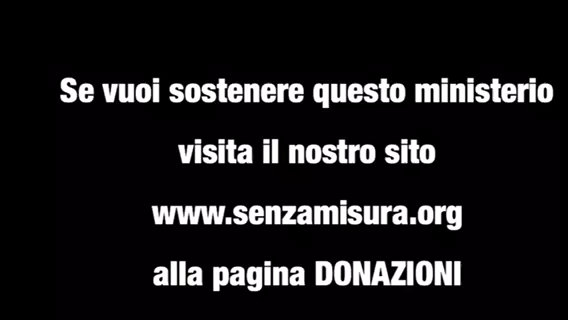 Se vuoi sostenere questo ministerio
visita il nostro sito
www.senzamisura.org
alla pagina DONAZIONI